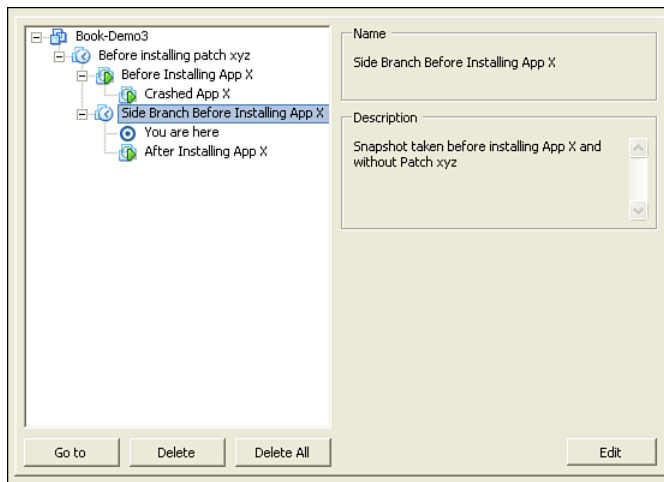 Book-Demo3
Before installing patch xyz
Before Installing App X
Crashed App X
Side Branch Before Installing App X
You are here
After Installing App X
Name
Side Branch Before Installing App X
Description
Snapshot taken before installing App X and
without Patch xyz
Go to
Delete
Delete All
Edit